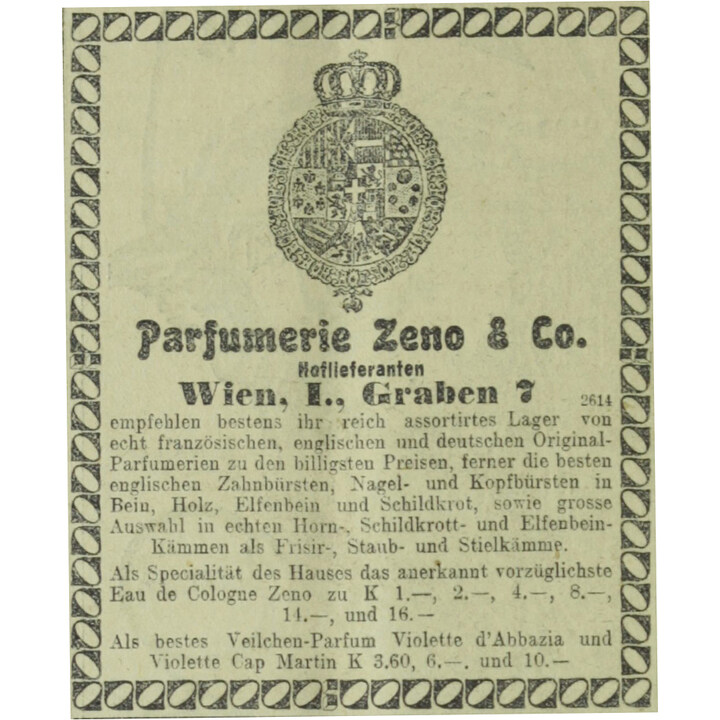 Parfumerie Zeno & Co.
Hoflieferanten
Wien, I., Graben 7
2614
empfehlen bestens ihr reich assortirtes Lager von
echt französischen, englischen und deutschen Original-
Parfumerien zu den billigsten Preisen, ferner die besten
englischen Zahnbürsten, Nagel- und Kopfbürsten in
Bein, Holz, Elfenbein und Schildkrot, sowie grosse
Auswahl in echten Horn-, Schildkrott- und Elfenbein-
Kämmen als Frisir-, Staub- und Stielkämme.
Als Specialität des Hauses das anerkannt vorzüglichste
Eau de Cologne Zeno zu K 1.—, 2.—, 4.—, 8.—,
14.—, und 16.—
Als bestes Veilchen-Parfum Violette d'Abbazia und
Violette Cap Martin K 3.60, 6.—. und 10.—